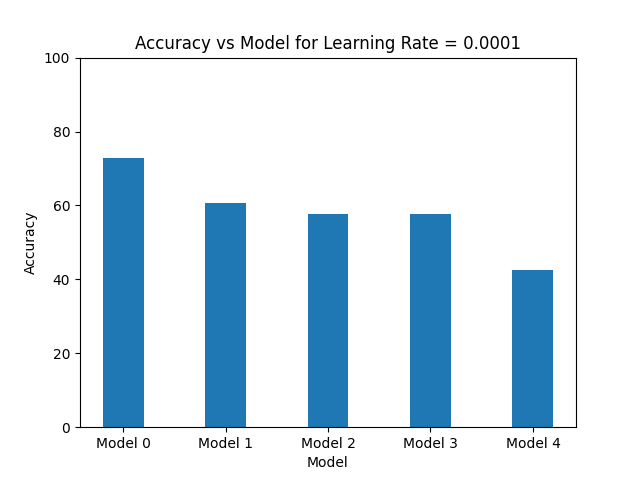 Accuracy vs Model for Learning Rate = 0.0001
100
80
60
40
20
0
Accuracy
Model 0 Model 1 Model 2 Model 3 Model 4
Model